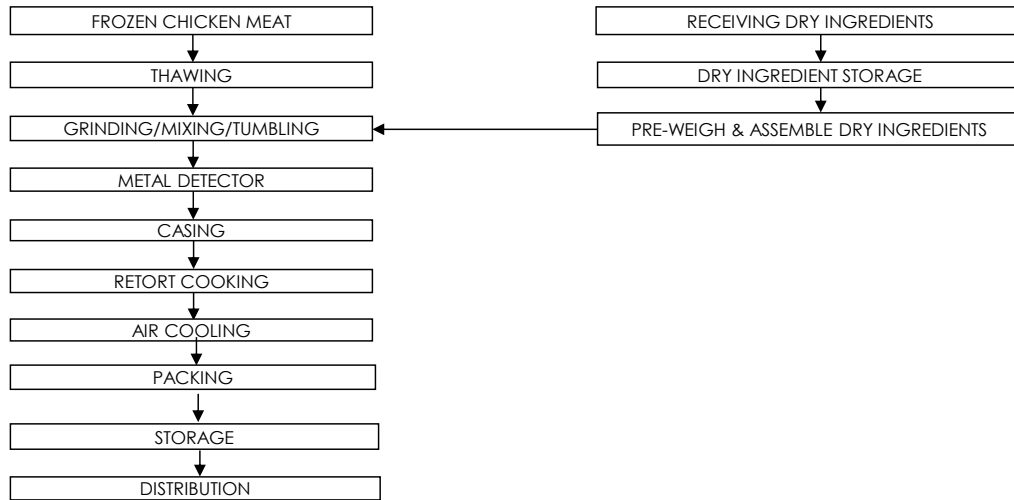 FROZEN CHICKEN MEAT
THAWING
GRINDING/MIXING/TUMBLING
METAL DETECTOR
CASING
RETORT COOKING
AIR COOLING
PACKING
STORAGE
DISTRIBUTION
RECEIVING DRY INGREDIENTS
DRY INGREDIENT STORAGE
PRE-WEIGH & ASSEMBLE DRY INGREDIENTS